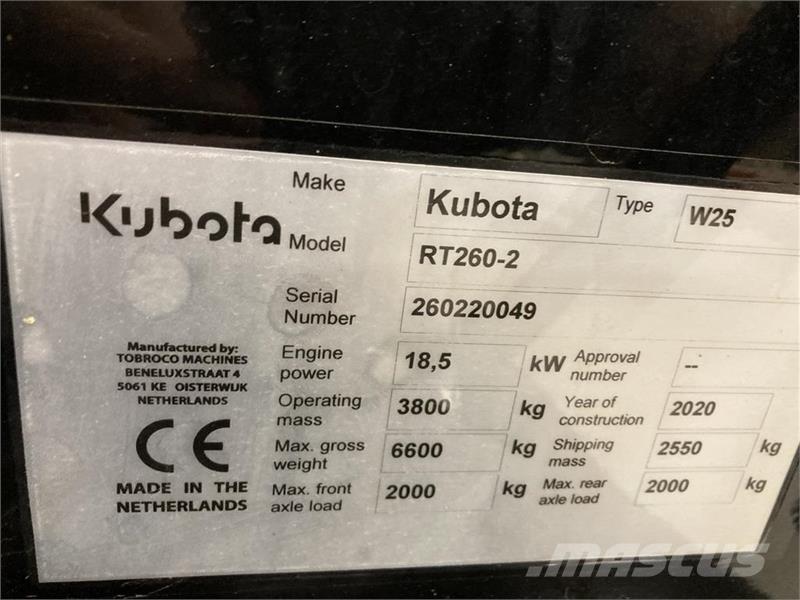 Kubota
Make Kubota Type W25
Model RT260-2
Serial Number 260220049
Manufactured by:
TOBROCO MACHINES
BENELUXSTRAAT 4
5061 KE OISTERWIJK
NETHERLANDS
CE
MADE IN THE
NETHERLANDS
Engine power 18,5 kW Approval number --
Operating mass 3800 kg Year of construction 2020
Max. gross weight 6600 kg Shipping mass 2550 kg
Max. front axle load 2000 kg Max. rear axle load 2000 kg
mascus